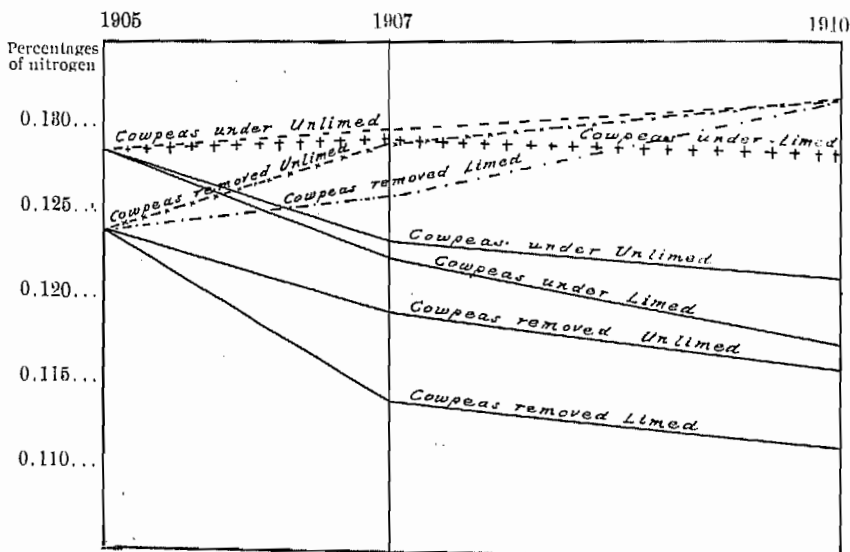 1905 1907 1910
Percentages
of nitrogen
0.130...
Cowpeas under Unlimed
Cowpeas under Limed
Cowpeas removed Unlimed
Cowpeas removed Limed
0.125...
Cowpeas under Unlimed
0.120...
Cowpeas under Limed
Cowpeas removed Unlimed
0.115...
Cowpeas removed Limed
0.110...